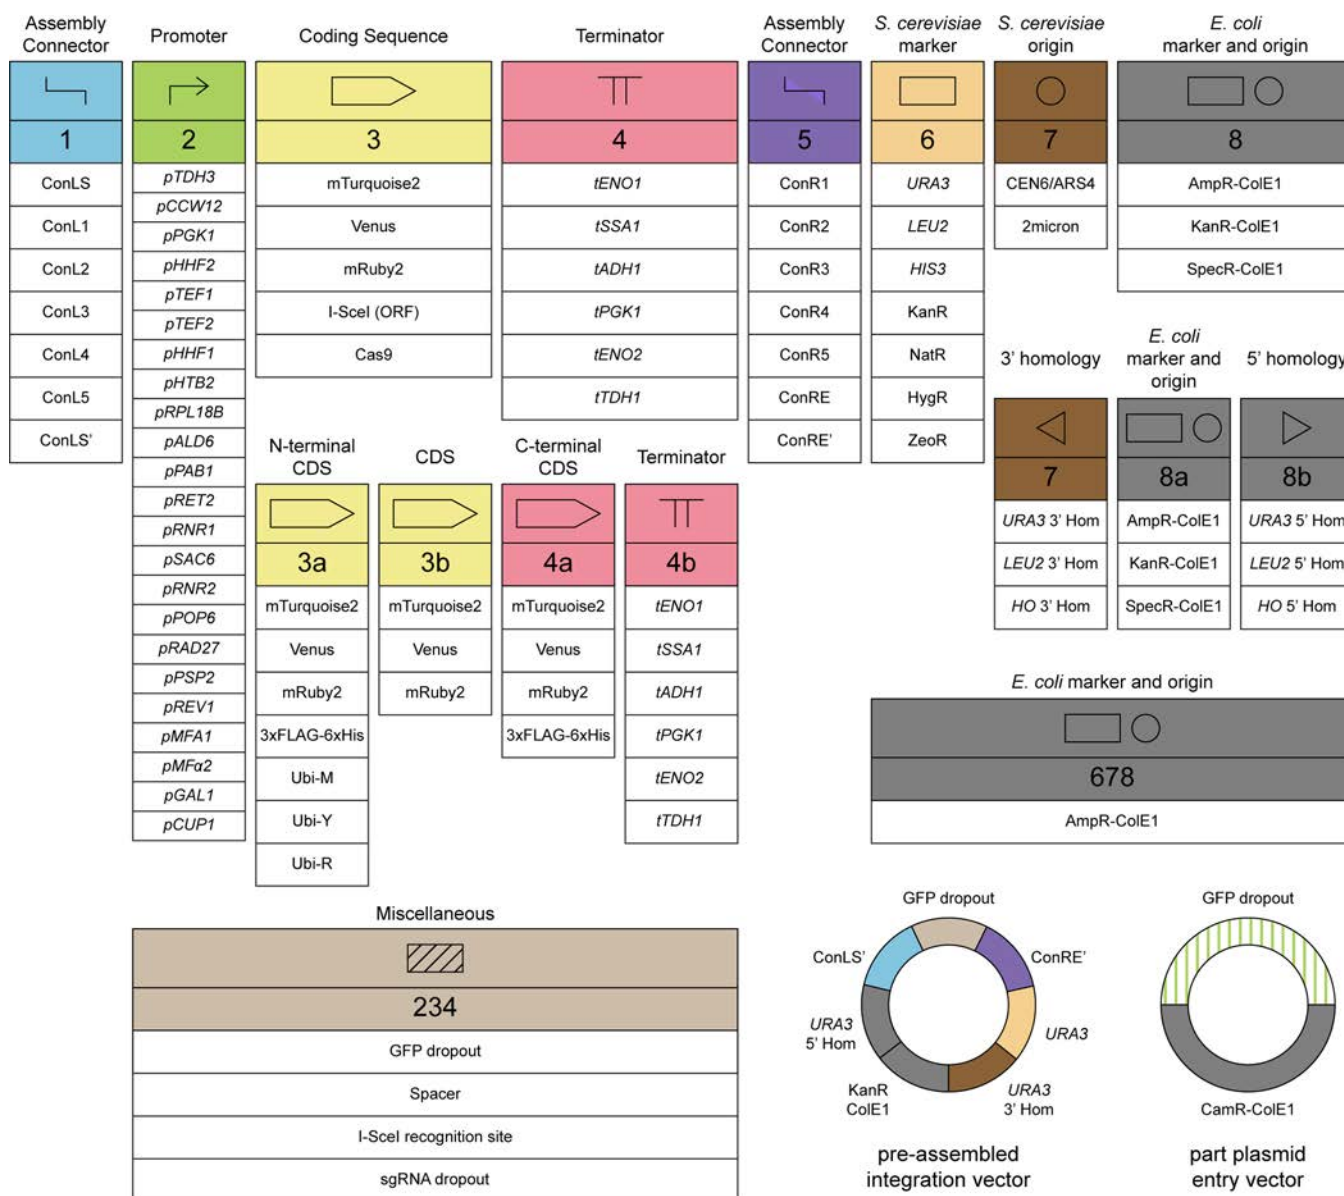 Assembly
Connector
Promoter
Coding Sequence
Terminator
Assembly
Connector
S. cerevisiae
marker
S. cerevisiae
origin
E. coli
marker and origin
1
2
3
4
5
6
7
8
ConLS
ConL1
ConL2
ConL3
ConL4
ConL5
ConLS'
pTDH3
pCCW12
pPGK1
pHHF2
pTEF1
pTEF2
pHHF1
pHTB2
pRPL18B
pALD6
pPAB1
pRET2
pRNR1
pSAC6
pRNR2
pPOP6
pRAD27
pPSP2
pREV1
pMFA1
pMFα2
pGAL1
pCUP1
mTurquoise2
Venus
mRuby2
I-SceI (ORF)
Cas9
tENO1
tSSA1
tADH1
tPGK1
tENO2
tTDH1
ConR1
ConR2
ConR3
ConR4
ConR5
ConRE
ConRE'
URA3
LEU2
HIS3
KanR
NatR
HygR
ZeoR
CEN6/ARS4
2micron
AmpR-ColE1
KanR-ColE1
SpecR-ColE1
N-terminal
CDS
3a
mTurquoise2
Venus
mRuby2
3xFLAG-6xHis
Ubi-M
Ubi-Y
Ubi-R
CDS
3b
mTurquoise2
Venus
mRuby2
C-terminal
CDS
4a
mTurquoise2
Venus
mRuby2
3xFLAG-6xHis
Terminator
4b
tENO1
tSSA1
tADH1
tPGK1
tENO2
tTDH1
3' homology
7
URA3 3' Hom
LEU2 3' Hom
HO 3' Hom
E. coli
marker and
origin
8a
AmpR-ColE1
KanR-ColE1
SpecR-ColE1
5' homology
8b
URA3 5' Hom
LEU2 5' Hom
HO 5' Hom
E. coli marker and origin
678
AmpR-ColE1
Miscellaneous
234
GFP dropout
Spacer
I-SceI recognition site
sgRNA dropout
GFP dropout
ConLS'
ConRE'
URA3
5' Hom
URA3
KanR
ColE1
URA3
3' Hom
pre-assembled
integration vector
GFP dropout
CamR-ColE1
part plasmid
entry vector